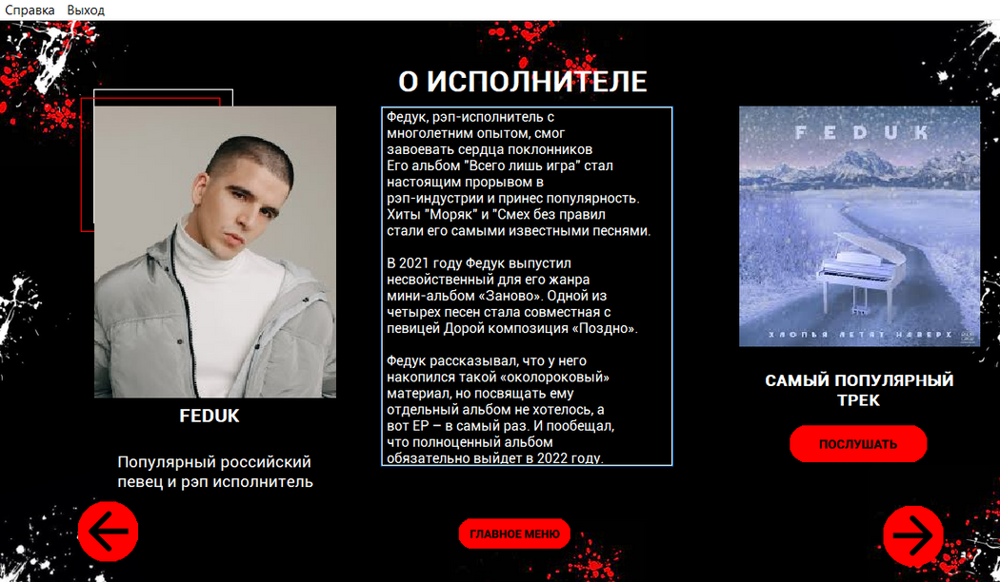 Справка Выход
О ИСПОЛНИТЕЛЕ
Федук, рэп-исполнитель с
многолетним опытом, смог
завоевать сердца поклонников
Его альбом "Всего лишь игра" стал
настоящим прорывом в
рэп-индустрии и принес популярность.
Хиты "Моряк" и "Смех без правил
стали его самыми известными песнями.
В 2021 году Федук выпустил
несвойственный для его жанра
мини-альбом «Заново». Одной из
четырех песен стала совместная с
певицей Дорой композиция «Поздно».
Федук рассказывал, что у него
накопился такой «околороковый»
материал, но посвящать ему
отдельный альбом не хотелось, а
вот EP – в самый раз. И пообещал,
что полноценный альбом
обязательно выйдет в 2022 году.
FEDUK
Популярный российский
певец и рэп исполнитель
FEDUK
ХЛОПЬЯ ЛЕТЯТ НАВЕРХ
САМЫЙ ПОПУЛЯРНЫЙ
ТРЕК
ПОСЛУШАТЬ
ГЛАВНОЕ МЕНЮ